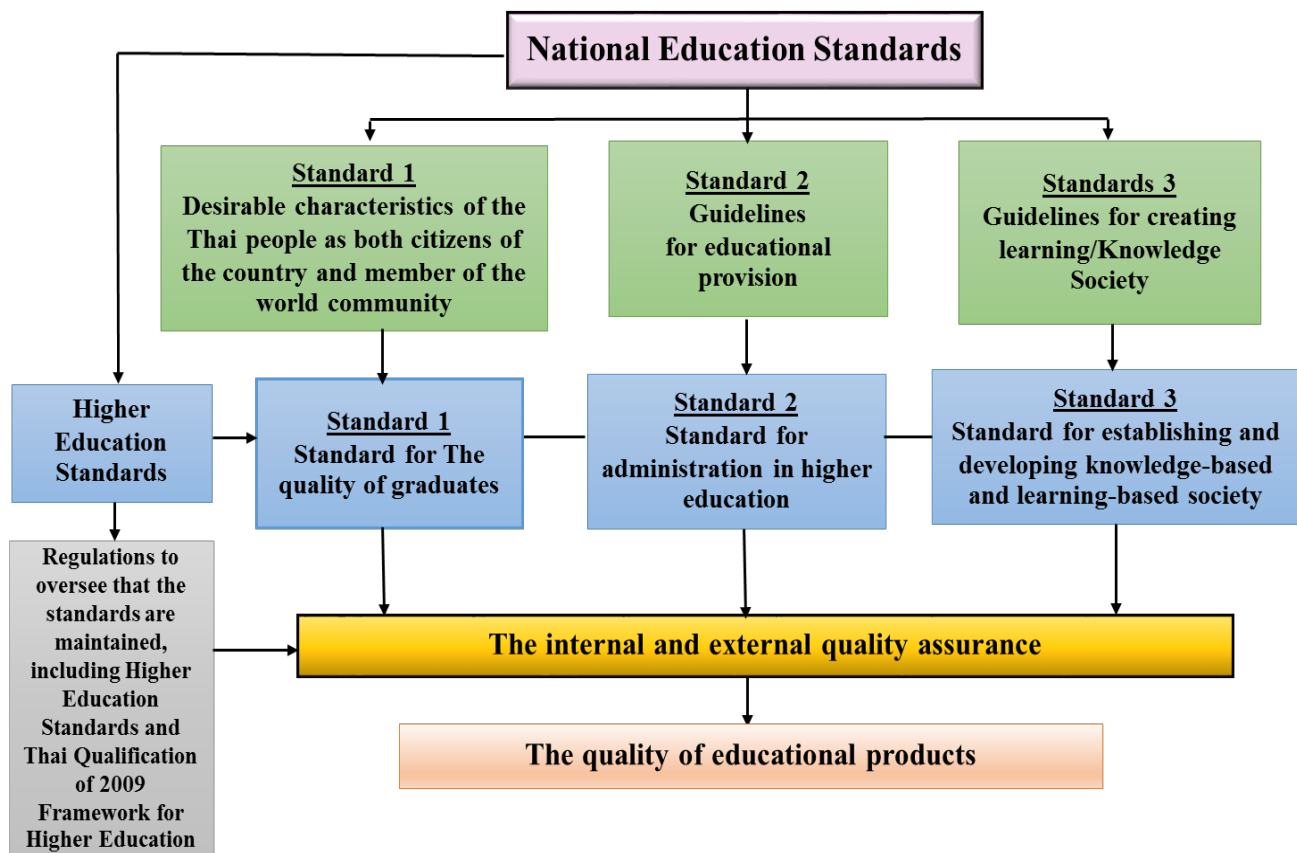 National Education Standards
Standard 1
Desirable characteristics of the
Thai people as both citizens of
the country and member of the
world community
Standard 2
Guidelines
for educational
provision
Standards 3
Guidelines for creating
learning/Knowledge
Society
Higher
Education
Standards
Standard 1
Standard for The
quality of graduates
Standard 2
Standard for
administration in higher
education
Standard 3
Standard for establishing and
developing knowledge-based
and learning-based society
Regulations to
oversee that the
standards are
maintained,
including Higher
Education
Standards and
Thai Qualification
of 2009
Framework for
Higher Education
The internal and external quality assurance
The quality of educational products